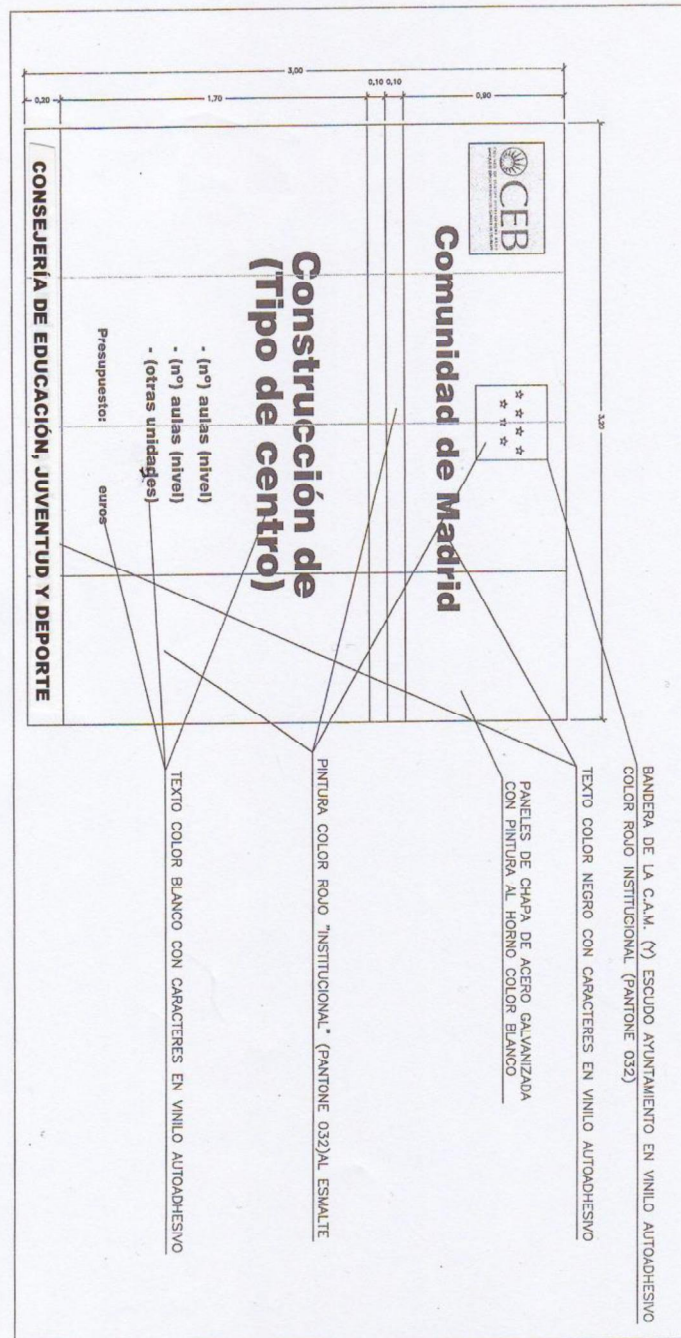 3,20
3,00
0,90
0,10
0,10
1,70
0,30
CEB
Comunidad de Madrid
Construcción de
(Tipo de centro)
- (nº) aulas (nivel)
- (nº) aulas (nivel)
- (otras unidades)
Presupuesto: euros
CONSEJERÍA DE EDUCACIÓN, JUVENTUD Y DEPORTE
BANDERA DE LA C.A.M. (Y) ESCUDO AYUNTAMIENTO EN VINILO AUTOADHESIVO
COLOR ROJO INSTITUCIONAL (PANTONE 032)
TEXTO COLOR NEGRO CON CARACTERES EN VINILO AUTOADHESIVO
PANELES DE CHAPA DE ACERO GALVANIZADA
CON PINTURA AL HORNO COLOR BLANCO
PINTURA COLOR ROJO "INSTITUCIONAL" (PANTONE 032)AL ESMALTE
TEXTO COLOR BLANCO CON CARACTERES EN VINILO AUTOADHESIVO